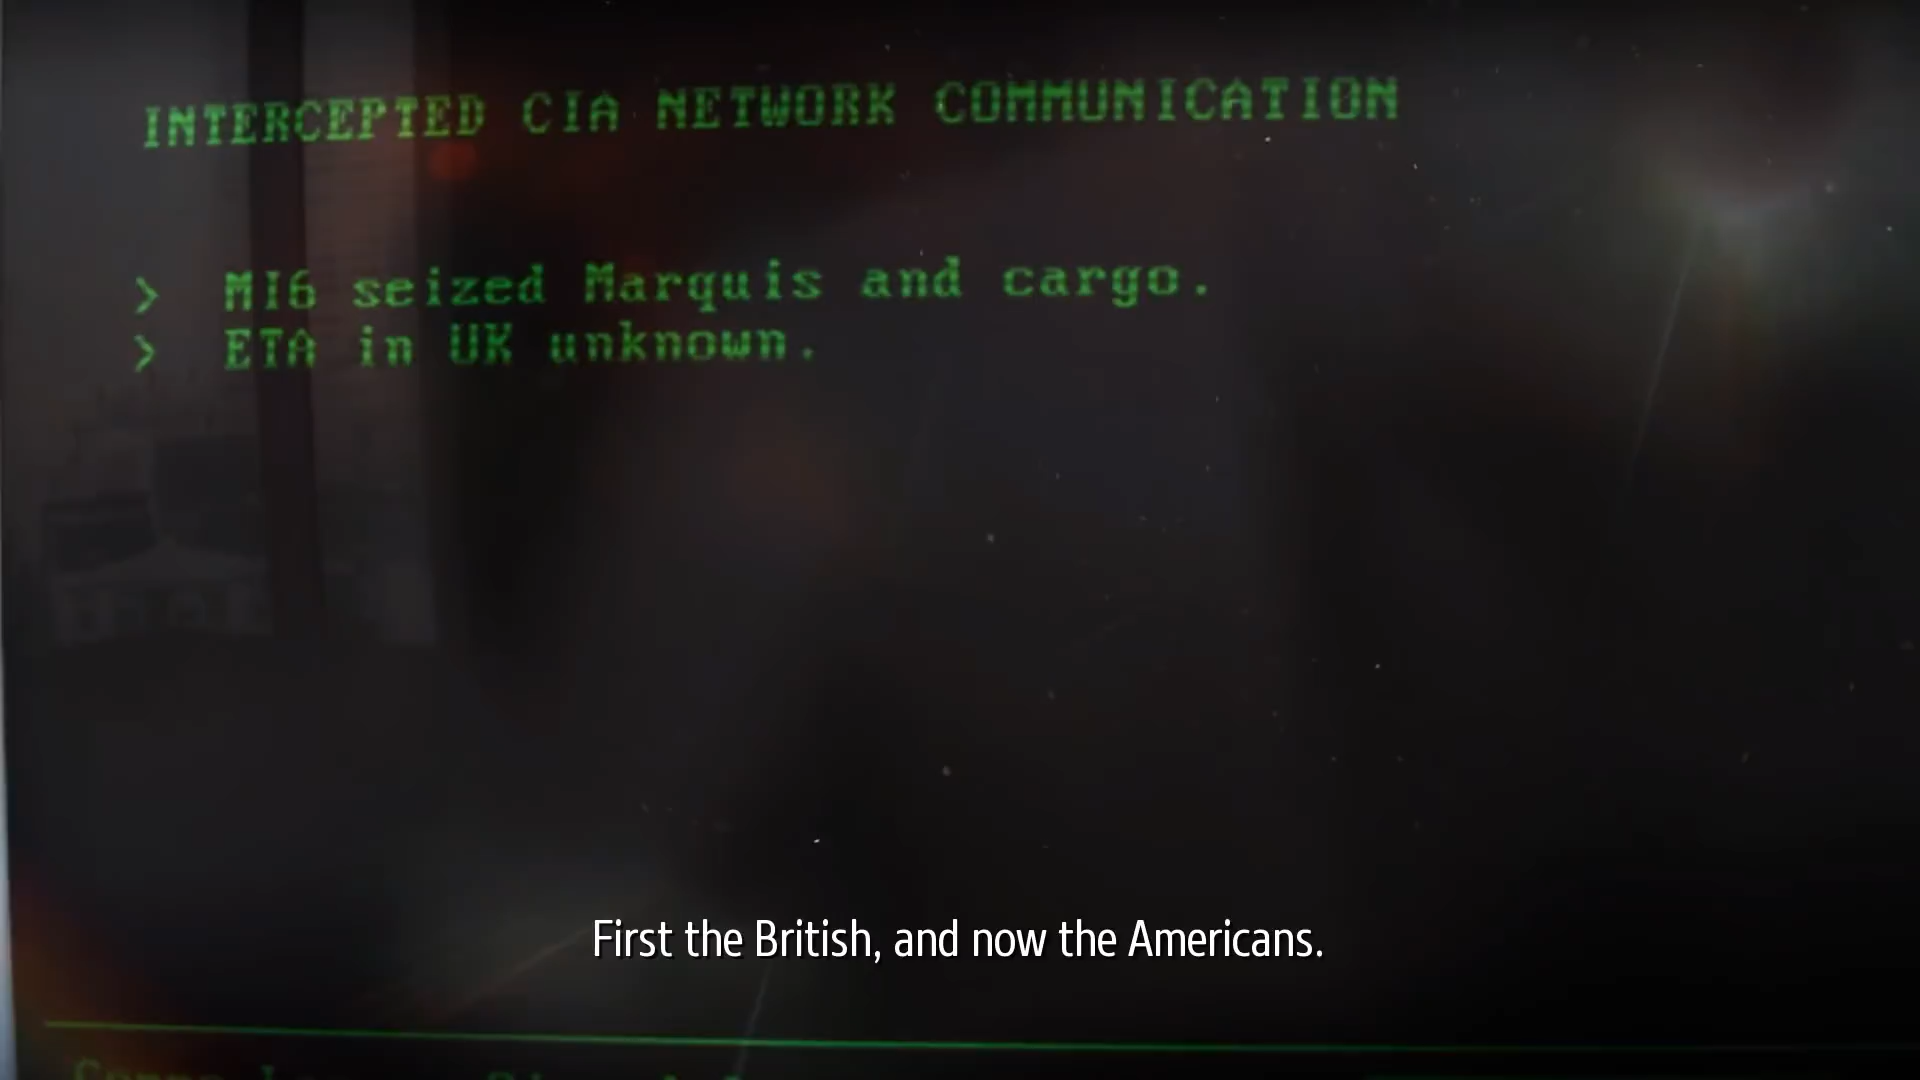 INTERCEPTED CIA NETWORK COMMUNICATION
> MI6 seized Marquis and cargo.
> ETA in UK unknown.
First the British, and now the Americans.